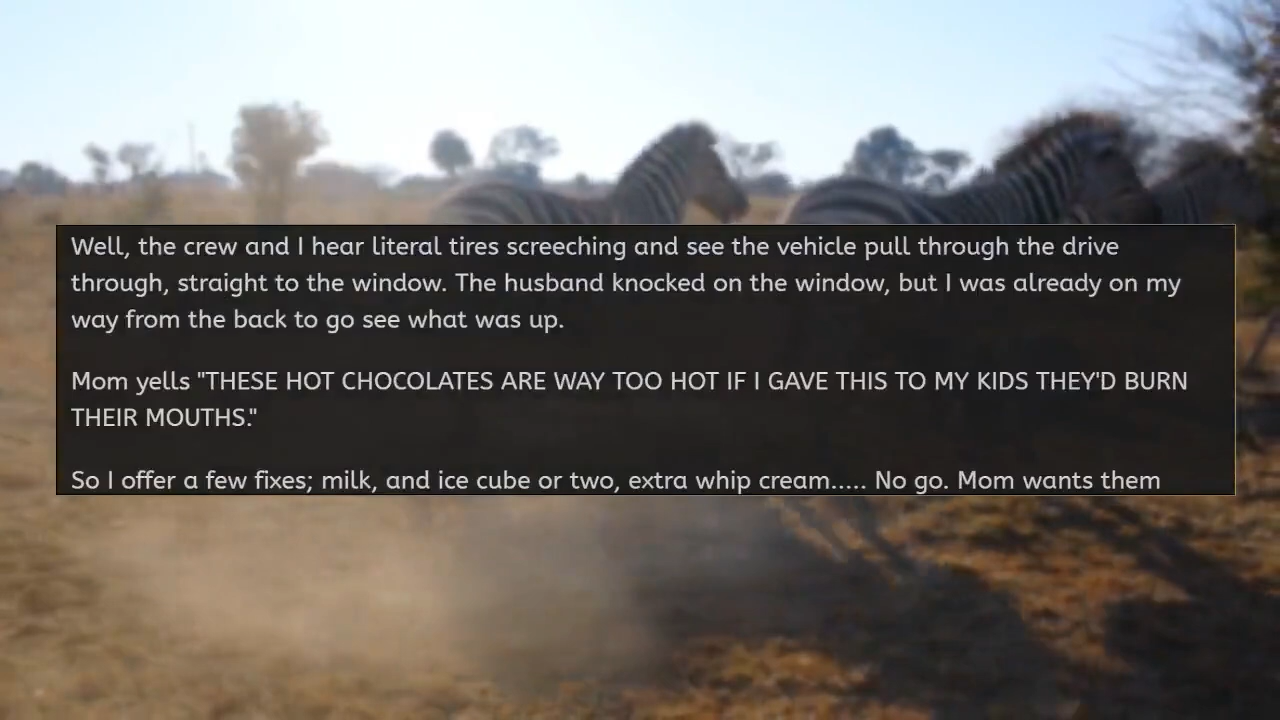 Well, the crew and I hear literal tires screeching and see the vehicle pull through the drive
through, straight to the window. The husband knocked on the window, but I was already on my
way from the back to go see what was up.
Mom yells "THESE HOT CHOCOLATES ARE WAY TOO HOT IF I GAVE THIS TO MY KIDS THEY'D BURN
THEIR MOUTHS."
So I offer a few fixes; milk, and ice cube or two, extra whip cream..... No go. Mom wants them